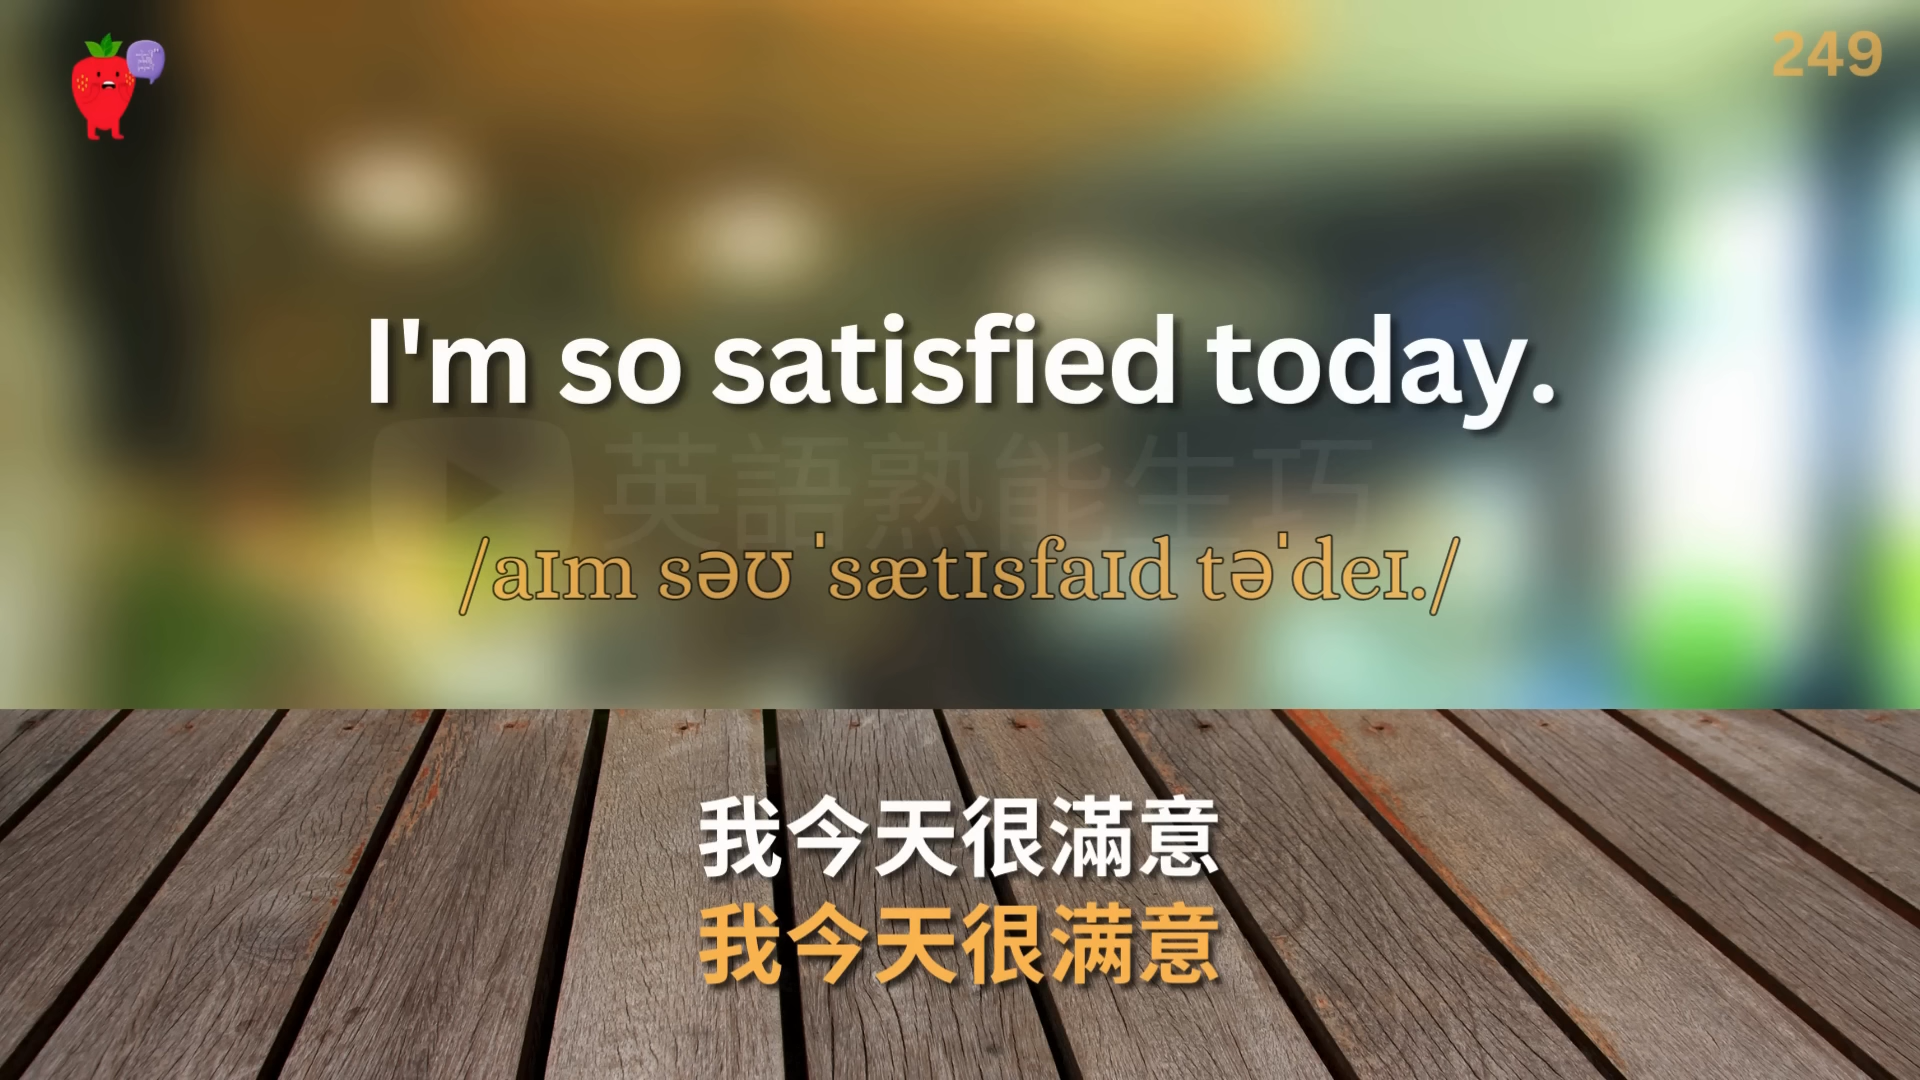 249
I'm so satisfied today.
英語熟能生巧
/aɪm səʊ ˈsætɪsfaɪd təˈdeɪ./
我今天很滿意
我今天很满意